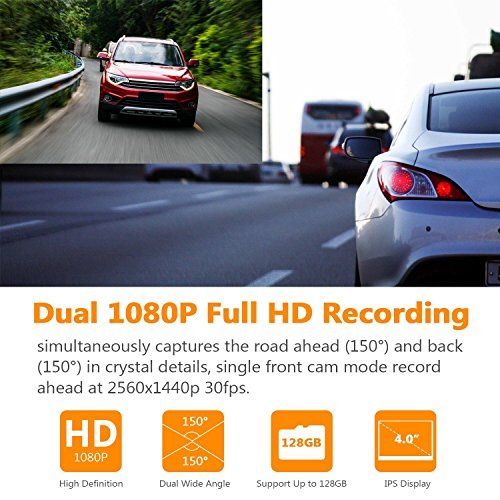 Dual 1080P Full HD Recording
simultaneously captures the road ahead (150°) and back
(150°) in crystal details, single front cam mode record
ahead at 2560x1440p 30fps.
HD
1080P
150°
150°
128GB
4.0"
High Definition
Dual Wide Angle
Support Up to 128GB
IPS Display